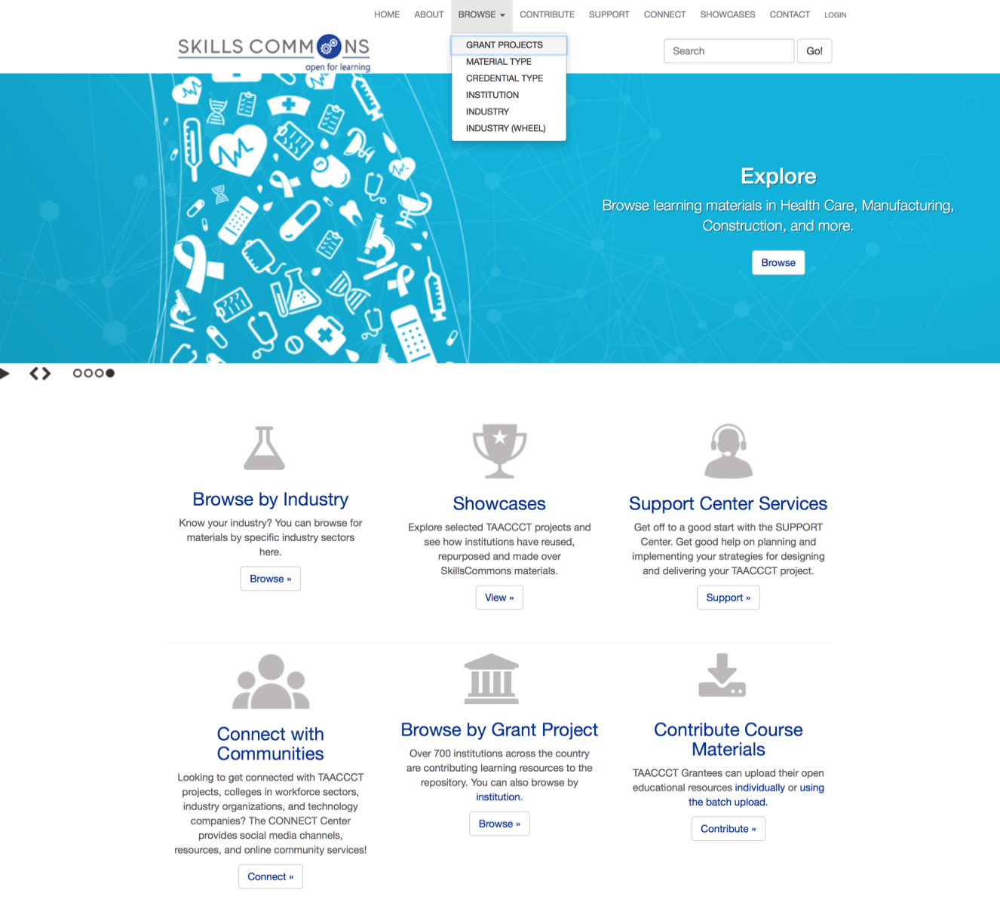 HOME ABOUT BROWSE CONTRIBUTE SUPPORT CONNECT SHOWCASES CONTACT LOGIN
SKILLS COMMONS
open for learning
GRANT PROJECTS
MATERIAL TYPE
CREDENTIAL TYPE
INSTITUTION
INDUSTRY
INDUSTRY (WHEEL)
Search Go!
Explore
Browse learning materials in Health Care, Manufacturing,
Construction, and more.
Browse
Browse by Industry
Know your industry? You can browse for
materials by specific industry sectors
here.
Browse »
Showcases
Explore selected TAACCCT projects and
see how institutions have reused,
repurposed and made over
SkillsCommons materials.
View »
Support Center Services
Get off to a good start with the SUPPORT
Center. Get good help on planning and
implementing your strategies for designing
and delivering your TAACCCT project.
Support »
Connect with
Communities
Looking to get connected with TAACCCT
projects, colleges in workforce sectors,
industry organizations, and technology
companies? The CONNECT Center
provides social media channels,
resources, and online community services!
Connect »
Browse by Grant Project
Over 700 institutions across the country
are contributing learning resources to the
repository. You can also browse by
institution.
Browse »
Contribute Course
Materials
TAACCCT Grantees can upload their open
educational resources individually or using
the batch upload.
Contribute »